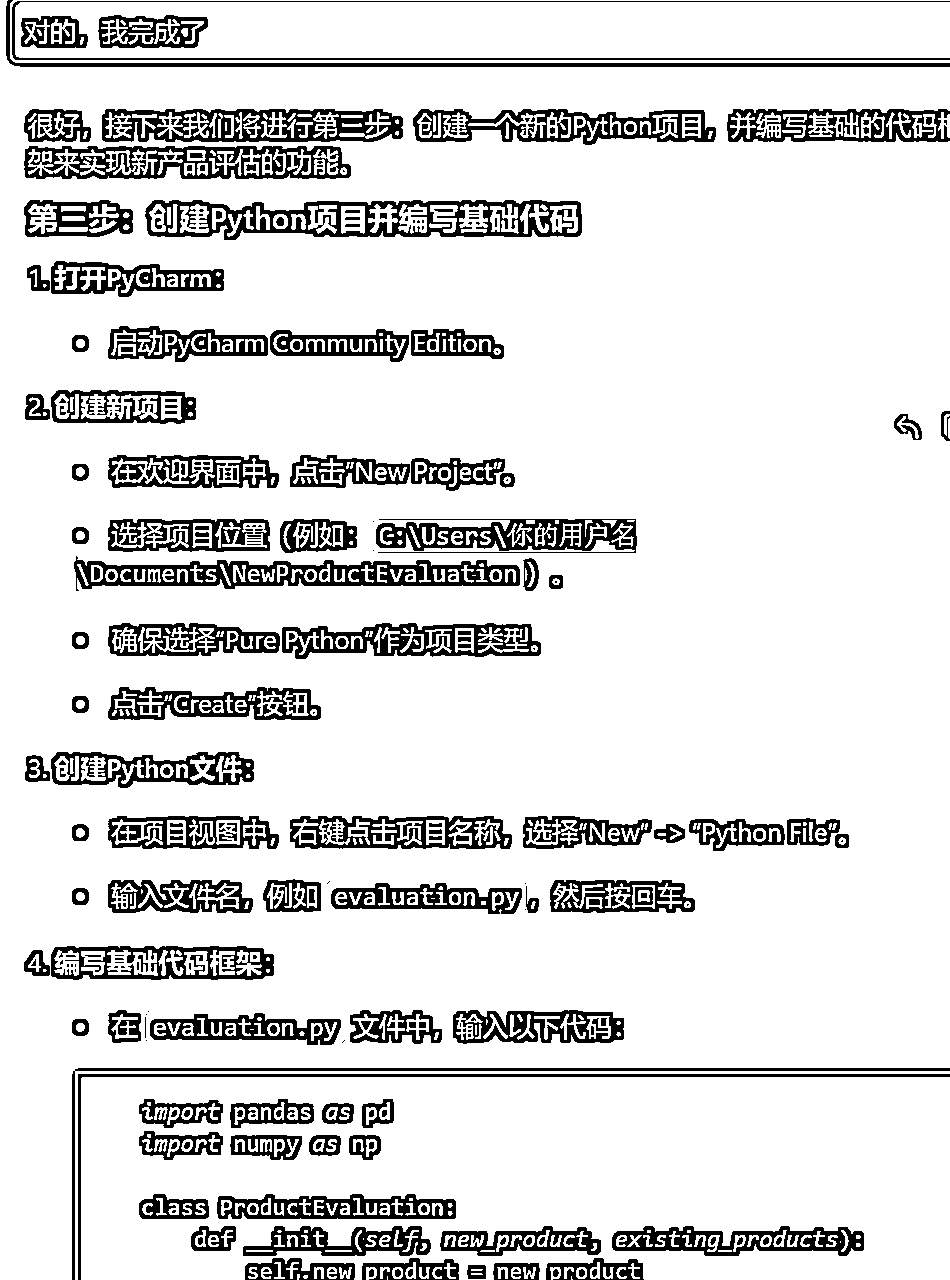 对的，我完成了
很好，接下来我们将进行第三步：创建一个新的Python项目，并编写基础的代码框
架来实现新产品评估的功能。
第三步：创建Python项目并编写基础代码
1. 打开PyCharm：
启动PyCharm Community Edition。
2. 创建新项目：
在欢迎界面中，点击“New Project”。
选择项目位置（例如： C:\Users\你的用户名
\Documents\NewProductEvaluation）。
确保选择“Pure Python”作为项目类型。
点击“Create”按钮。
3. 创建Python文件：
在项目视图中，右键点击项目名称，选择“New” -> “Python File”。
输入文件名，例如 evaluation.py，然后按回车。
4. 编写基础代码框架：
在 evaluation.py 文件中，输入以下代码：
import pandas as pd
import numpy as np
class ProductEvaluation:
def __init__(self, new_product, existing_products):
self.new_product = new_product